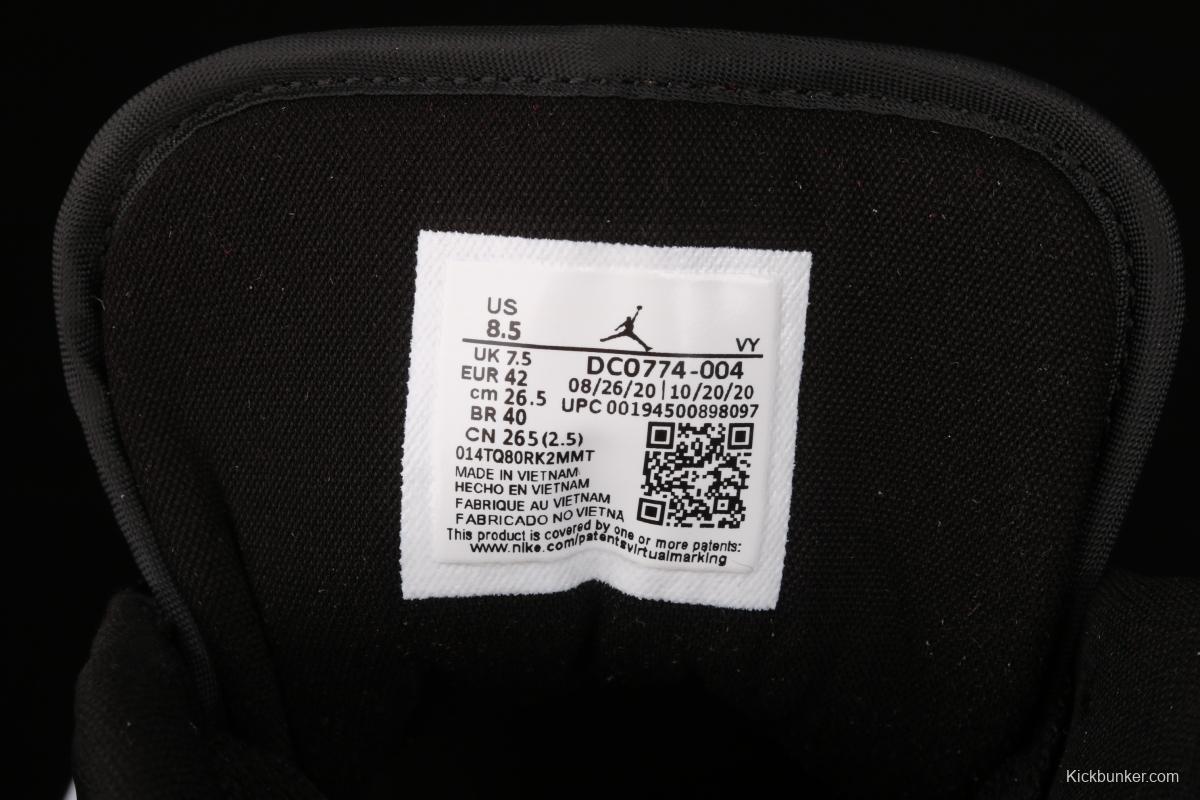 US
8.5
VY
UK 7.5
EUR 42
cm 26.5
BR 40
CN 265 (2.5)
014TQ80RK2MMT
DC0774-004
08/26/20 | 10/20/20
UPC 00194500898097
MADE IN VIETNAM
HECHO EN VIETNAM
FABRIQUE AU VIETNAM
FABRICADO NO VIETNA
This product is covered by one or more patents:
www.nike.com/patentsvirtualmarking
Kickbunker.com